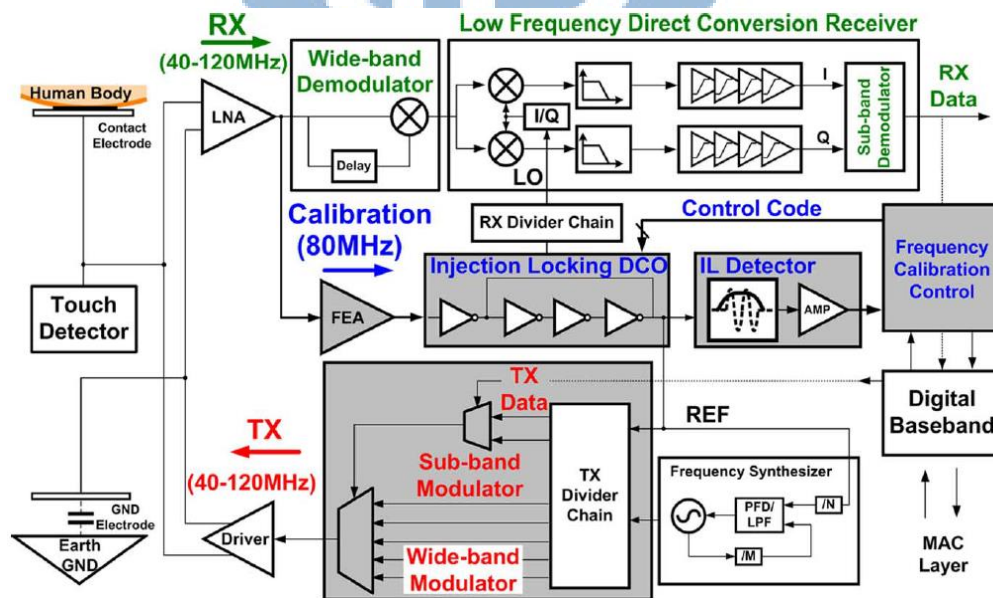 Low Frequency Direct Conversion Receiver
RX
(40-120MHz)
Wide-band
Demodulator
Human Body
Contact
Electrode
LNA
Delay
I/Q
LO
I
Q
Sub-band
Demodulator
RX
Data
Calibration
(80MHz)
RX Divider Chain
Control Code
Touch
Detector
FEA
Injection Locking DCO
IL Detector
AMP
Frequency
Calibration
Control
TX
Data
REF
Digital
Baseband
TX
(40-120MHz)
Sub-band
Modulator
TX
Divider
Chain
Frequency Synthesizer
PFD/
LPF
/N
/M
GND
Electrode
Earth
GND
Driver
Wide-band
Modulator
MAC
Layer